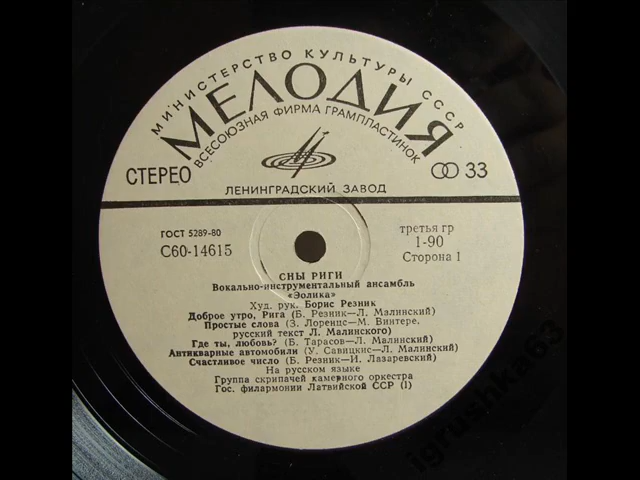 МИНИСТЕРСТВО КУЛЬТУРЫ СССР
МЕЛОДИЯ
ВСЕСОЮЗНАЯ ФИРМА ГРАМПЛАСТИНОК
СТЕРЕО
33
ЛЕНИНГРАДСКИЙ ЗАВОД
ГОСТ 5289-80
С60-14615
третья гр
1-90
Сторона 1
СНЫ РИГИ
Вокально-инструментальный ансамбль
«Эолика»
Худ. рук. Борис Резник
Доброе утро, Рига (Б. Резник—Л. Малинский)
Простые слова (З. Лоренцс—М. Винтере,
русский текст Л. Малинского)
Где ты, любовь? (Б. Тарасов—Л. Малинский)
Антикварные автомобили (У. Савицкис—Л. Малинский)
Счастливое число (Б. Резник—И. Лазаревский)
На русском языке
Группа скрипачей камерного оркестра
Гос. филармонии Латвийской ССР (1)
igrushka63